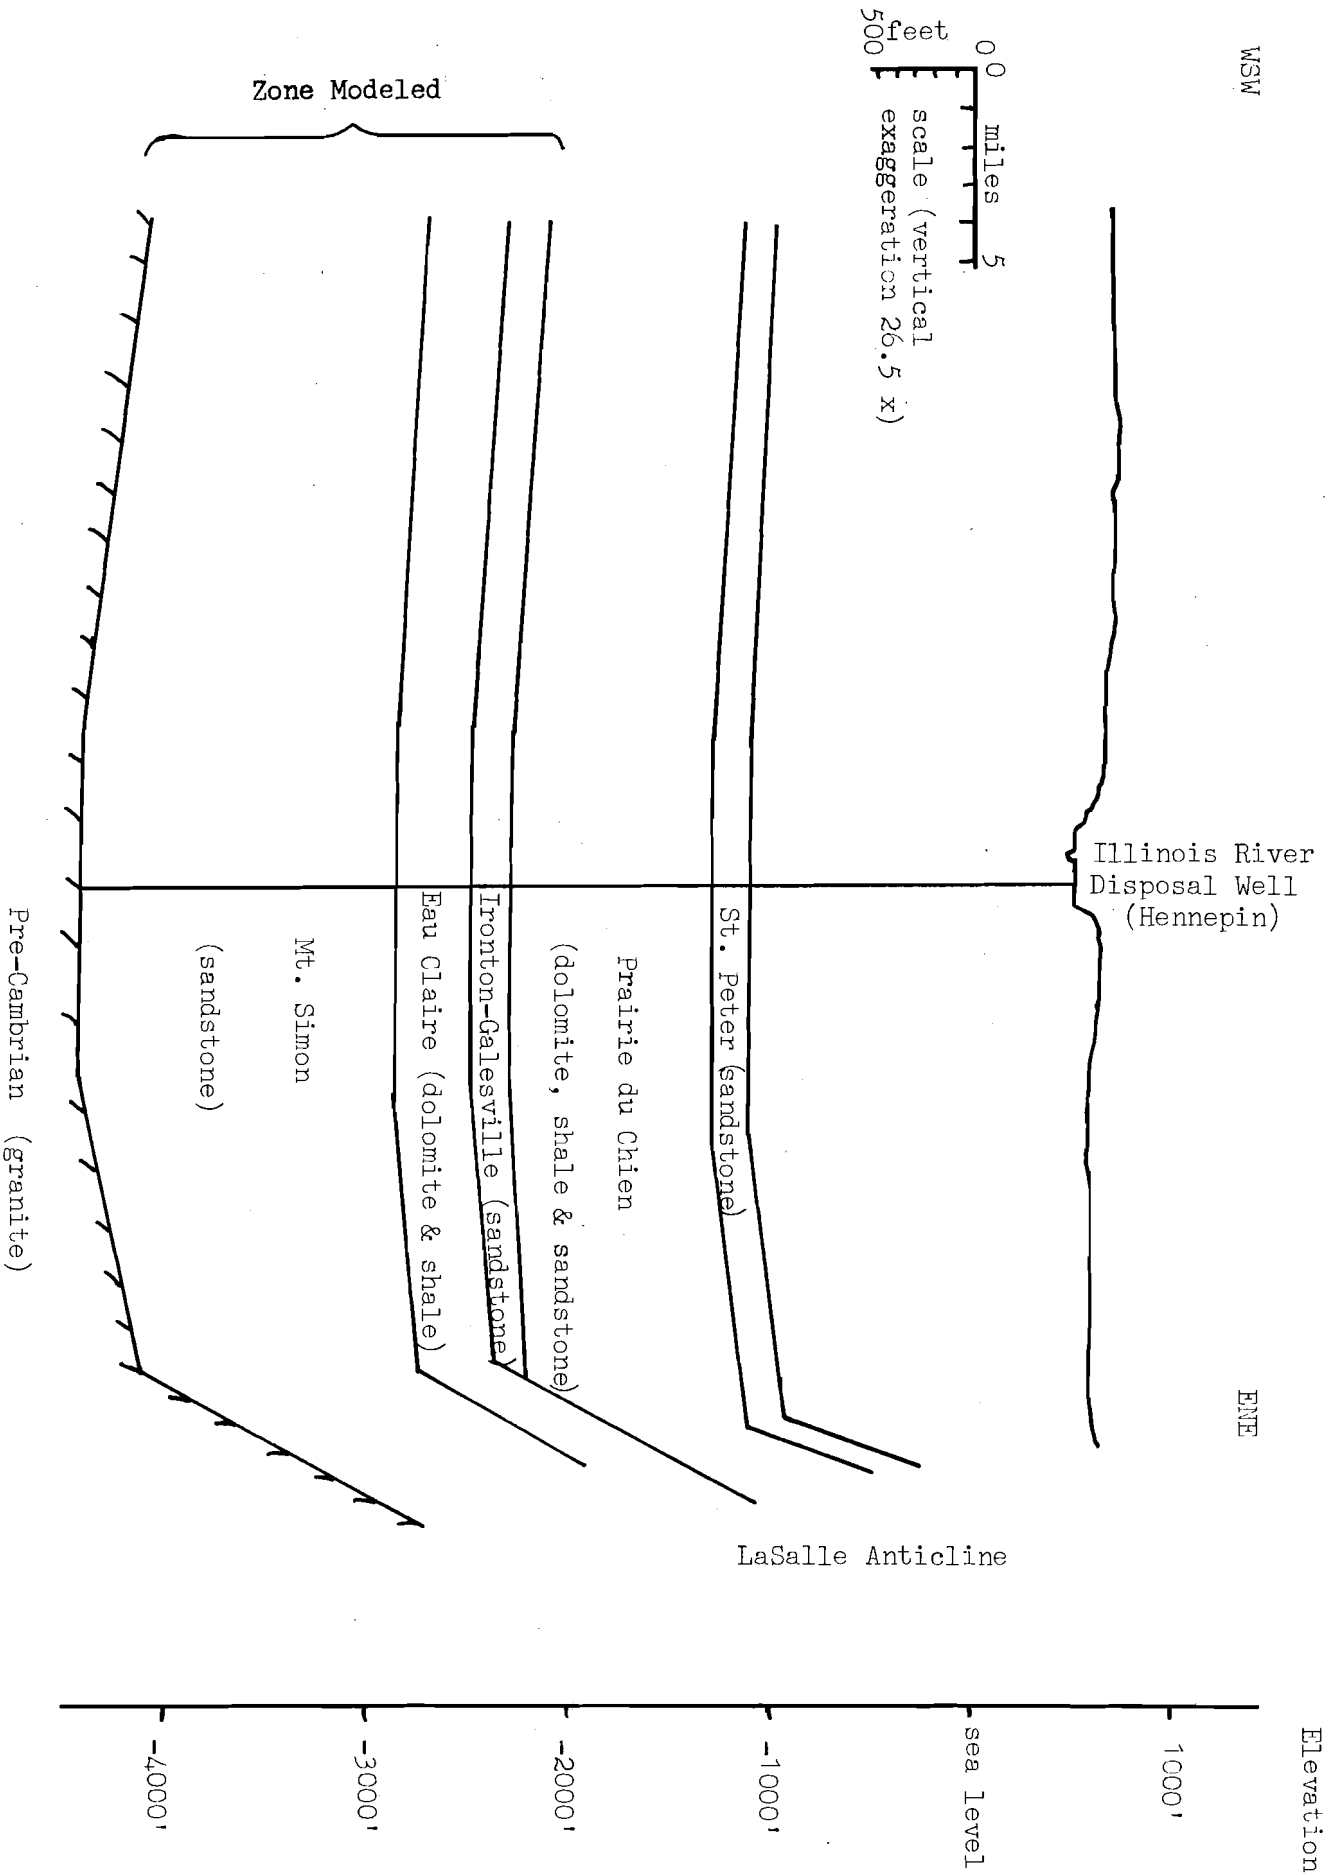 WSW
ENE
Elevation
0 miles 5
0
feet
500
scale (vertical
exaggeration 26.5 x)
Illinois River
Disposal Well
(Hennepin)
1000'
sea level
-1000'
-2000'
-3000'
-4000'
LaSalle Anticline
St. Peter (sandstone)
Prairie du Chien
(dolomite, shale & sandstone)
Ironton-Galesville (sandstone)
Eau Claire (dolomite & shale)
Mt. Simon
(sandstone)
Zone Modeled
Pre-Cambrian (granite)